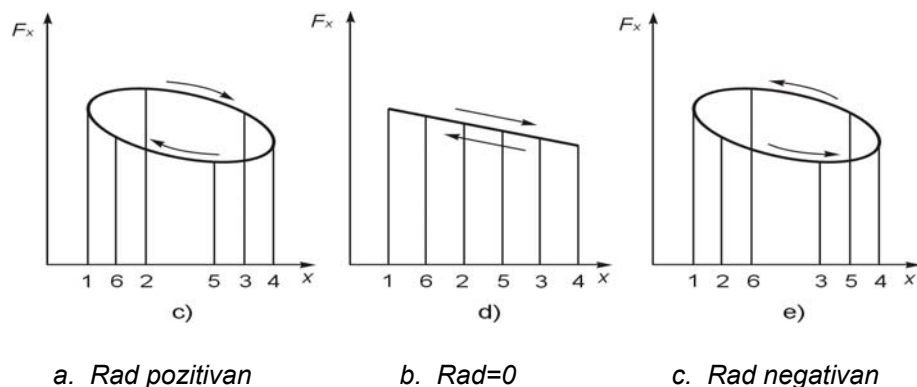 Fx
Fx
Fx
1 6 2 5 3 4 x
1 6 2 5 3 4 x
1 2 6 3 5 4 x
c)
d)
e)
a. Rad pozitivan
b. Rad=0
c. Rad negativan